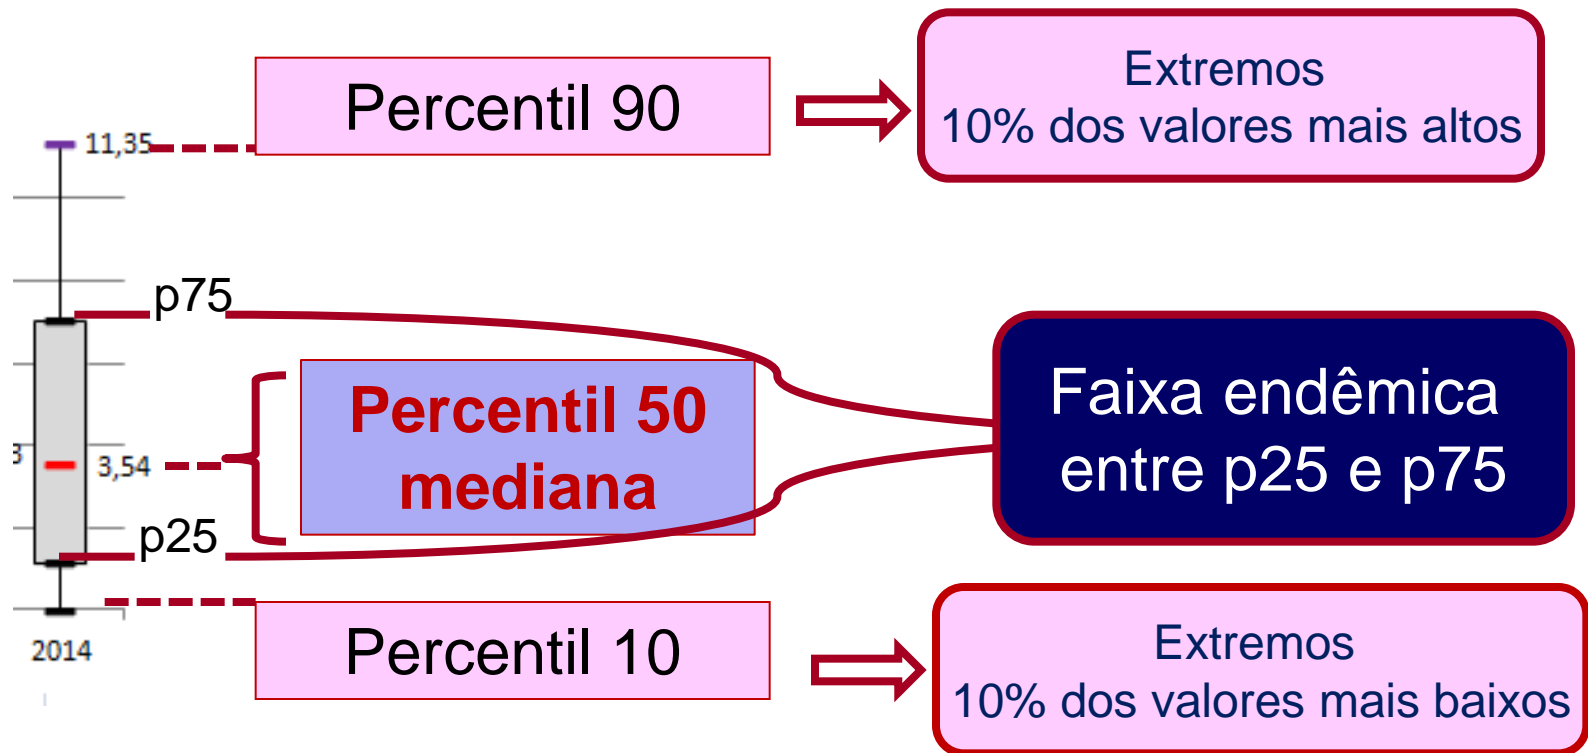 Percentil 90
Extremos
10% dos valores mais altos
11,35
p75
Percentil 50
mediana
Faixa endêmica
entre p25 e p75
3
3,54
p25
Percentil 10
Extremos
10% dos valores mais baixos
2014